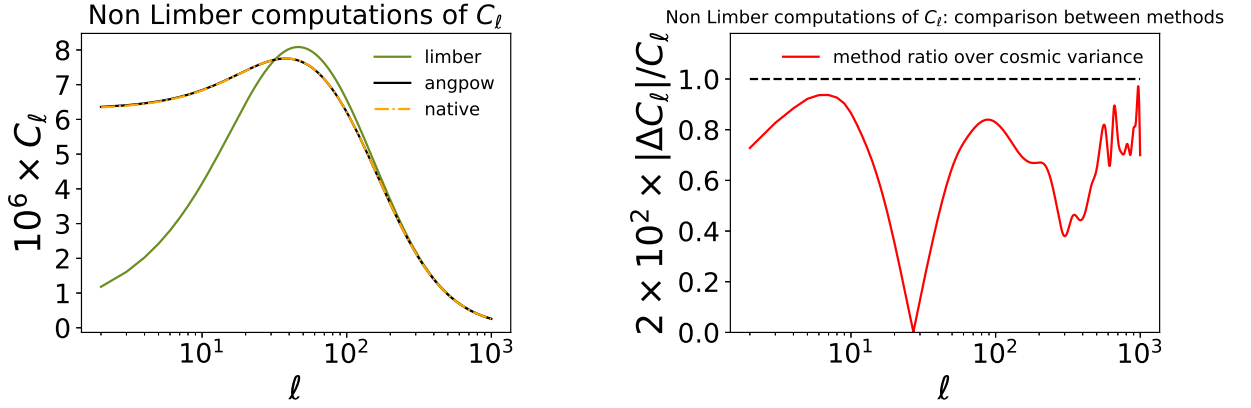 Non Limber computations of $C_\ell$
$10^6 \times C_\ell$
8
7
6
5
4
3
2
1
0
limber
angpow
native
$10^1$
$10^2$
$10^3$
$\ell$
Non Limber computations of $C_\ell$: comparison between methods
$2 \times 10^2 \times |\Delta C_\ell|/C_\ell$
1.0
0.8
0.6
0.4
0.2
0.0
method ratio over cosmic variance
$10^1$
$10^2$
$10^3$
$\ell$